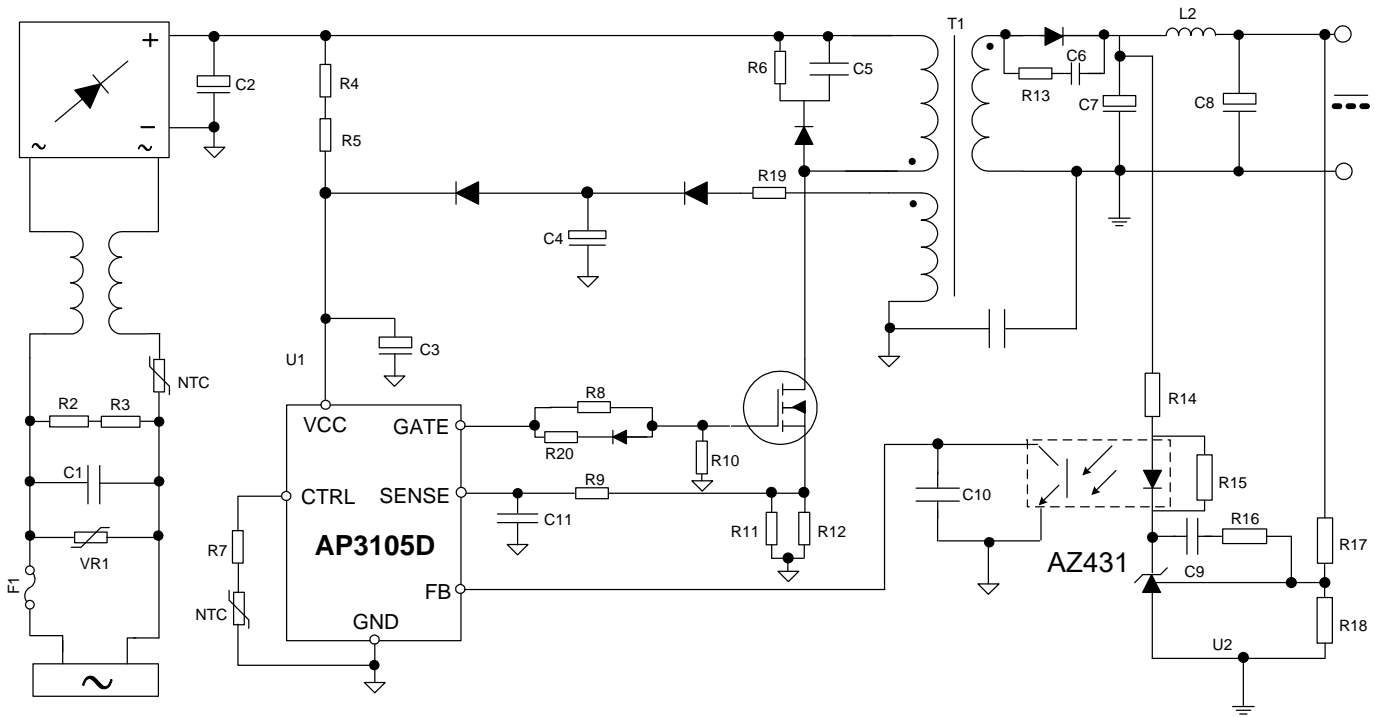 T1
L2
+
C2
R4
R6
C5
C6
R13
C7
C8
−
~
~
R5
R19
C4
U1
C3
NTC
R2
R3
R8
R14
VCC
GATE
R20
R10
C1
CTRL
SENSE
R9
C10
R15
C11
R11
R12
R16
R7
AP3105D
VR1
R17
AZ431
C9
F1
FB
NTC
GND
R18
U2
~